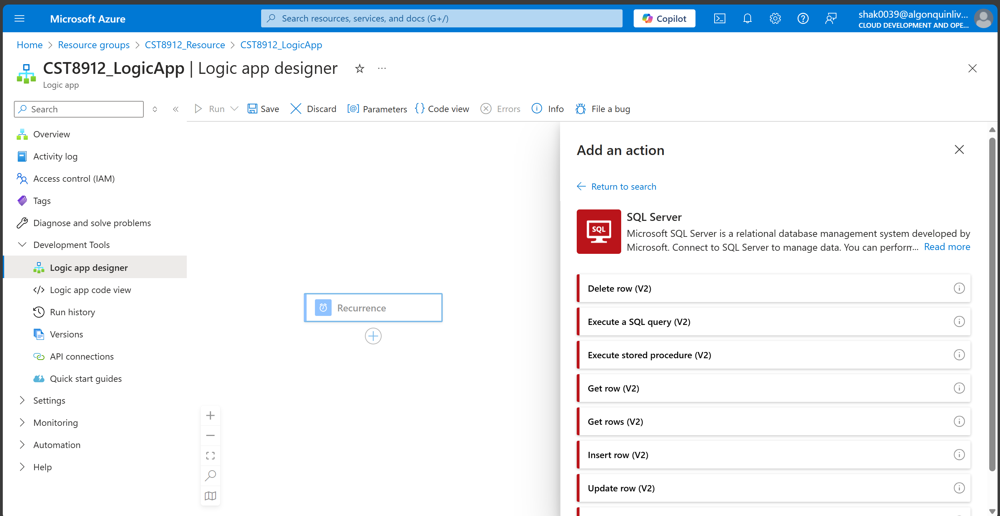 Microsoft Azure
Search resources, services, and docs (G+/)
Copilot
shak0039@algonquinliv...
CLOUD DEVELOPMENT AND OPE...
Home > Resource groups > CST8912_Resource > CST8912_LogicApp
CST8912_LogicApp | Logic app designer
...
Logic app
Search
Run
Save
Discard
[@] Parameters
{} Code view
Errors
Info
File a bug
Overview
Activity log
Access control (IAM)
Tags
Diagnose and solve problems
Development Tools
Logic app designer
Logic app code view
Run history
Versions
API connections
Quick start guides
Settings
Monitoring
Automation
Help
Recurrence
Add an action
Return to search
SQL
SQL Server
Microsoft SQL Server is a relational database management system developed by
Microsoft. Connect to SQL Server to manage data. You can perform... Read more
Delete row (V2)
Execute a SQL query (V2)
Execute stored procedure (V2)
Get row (V2)
Get rows (V2)
Insert row (V2)
Update row (V2)